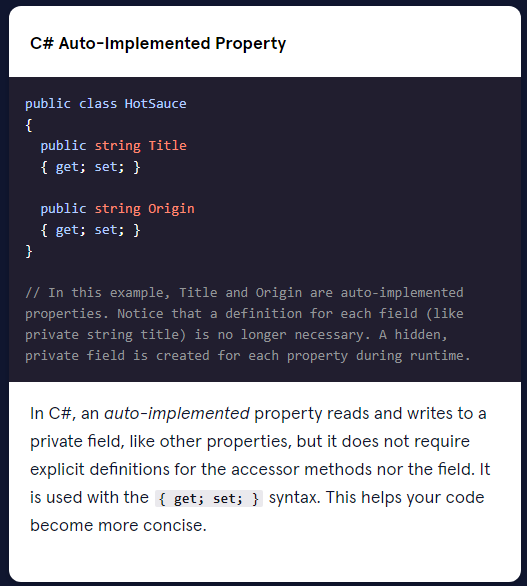 C# Auto-Implemented Property
public class HotSauce
{
public string Title
{ get; set; }
public string Origin
{ get; set; }
}
// In this example, Title and Origin are auto-implemented
properties. Notice that a definition for each field (like
private string title) is no longer necessary. A hidden,
private field is created for each property during runtime.
In C#, an auto-implemented property reads and writes to a
private field, like other properties, but it does not require
explicit definitions for the accessor methods nor the field. It
is used with the { get; set; } syntax. This helps your code
become more concise.